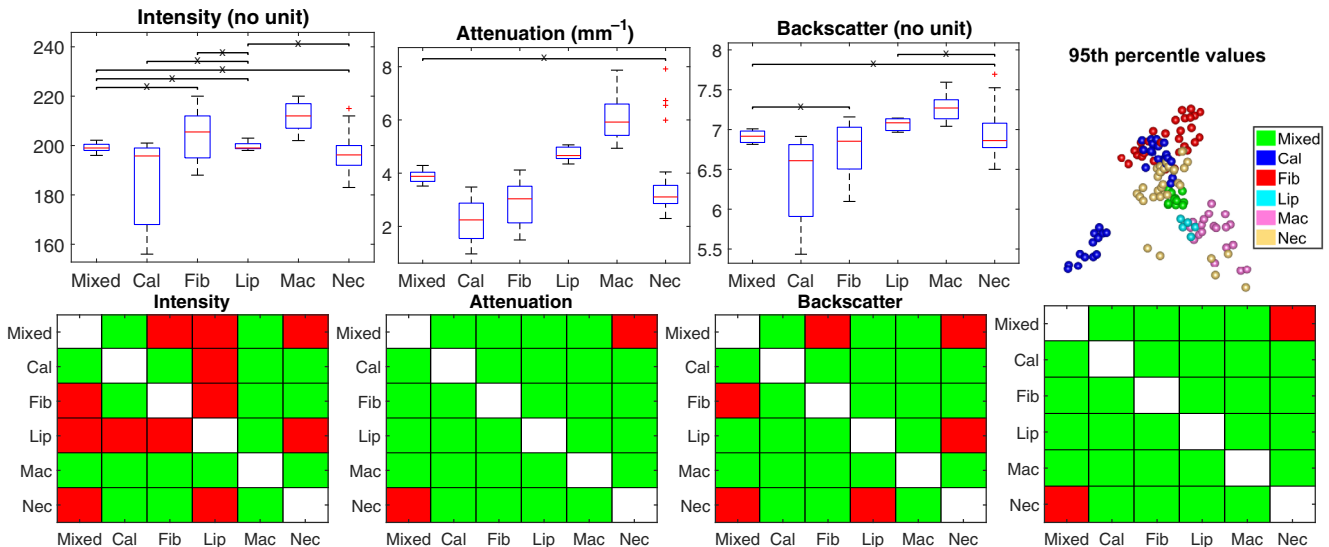 Intensity (no unit)
240
220
200
180
160
Mixed Cal Fib Lip Mac Nec
Attenuation (mm⁻¹)
8
6
4
2
Mixed Cal Fib Lip Mac Nec
Backscatter (no unit)
8
7.5
7
6.5
6
5.5
Mixed Cal Fib Lip Mac Nec
95th percentle values
Mixed
Cal
Fib
Lip
Mac
Nec
Intensity
Mixed
Cal
Fib
Lip
Mac
Nec
Mixed Cal Fib Lip Mac Nec
Attenuation
Mixed
Cal
Fib
Lip
Mac
Nec
Mixed Cal Fib Lip Mac Nec
Backscatter
Mixed
Cal
Fib
Lip
Mac
Nec
Mixed Cal Fib Lip Mac Nec
Mixed
Cal
Fib
Lip
Mac
Nec
Mixed Cal Fib Lip Mac Nec